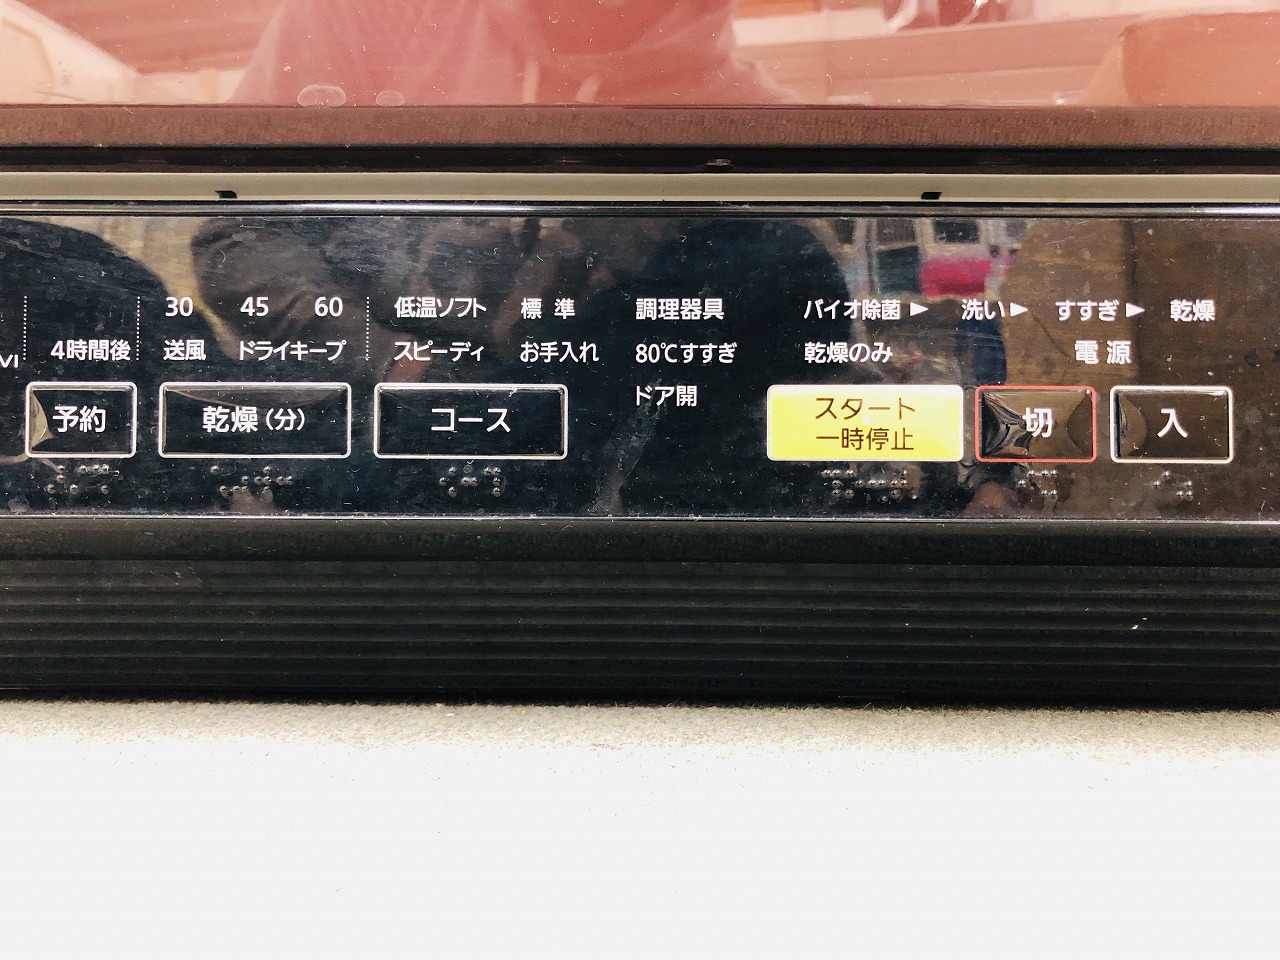 30 45 60 低温ソフト 標準 調理器具 バイオ除菌▶ 洗い▶ すすぎ▶ 乾燥
4時間後 送風 ドライキープ スピーディ お手入れ 80℃すすぎ 乾燥のみ 電源
ドア開
予約 乾燥(分) コース スタート 切 入
一時停止